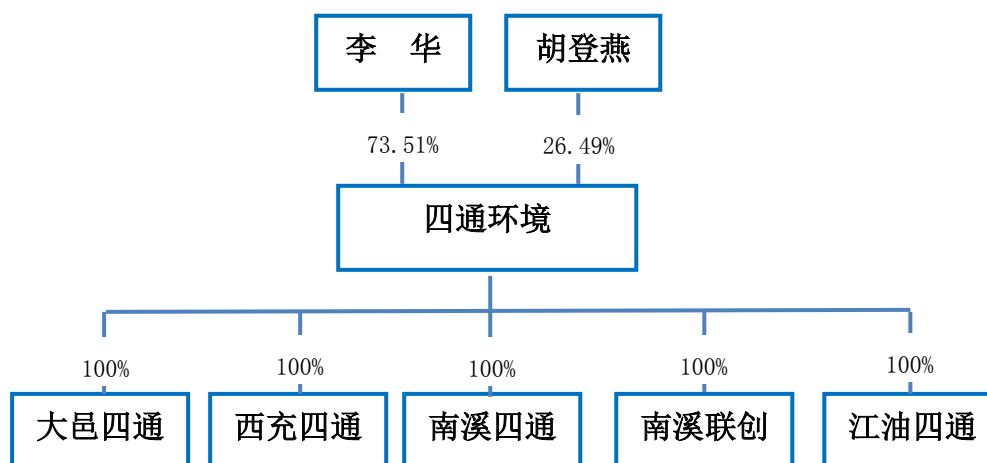 李　华 胡登燕
73.51% 26.49%
四通环境
100% 100% 100% 100% 100%
大邑四通 西充四通 南溪四通 南溪联创 江油四通